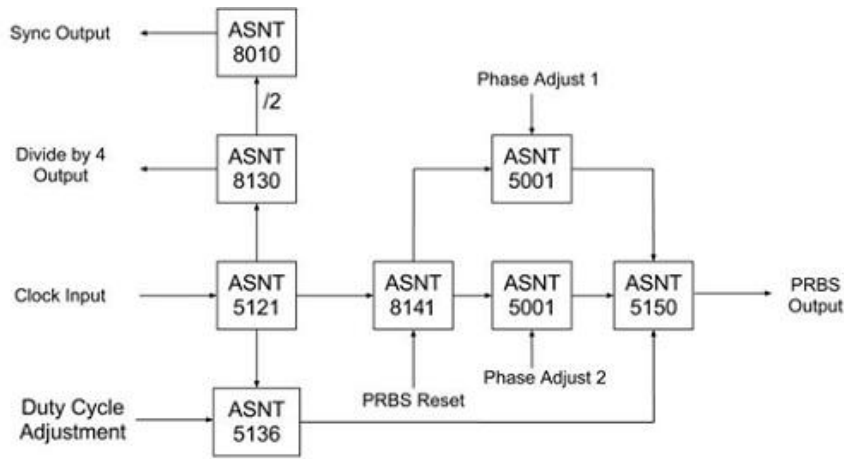 Sync Output
ASNT
8010
/2
Phase Adjust 1
Divide by 4
Output
ASNT
8130
ASNT
5001
Clock Input
ASNT
5121
ASNT
8141
ASNT
5001
ASNT
5150
PRBS
Output
Phase Adjust 2
PRBS Reset
Duty Cycle
Adjustment
ASNT
5136